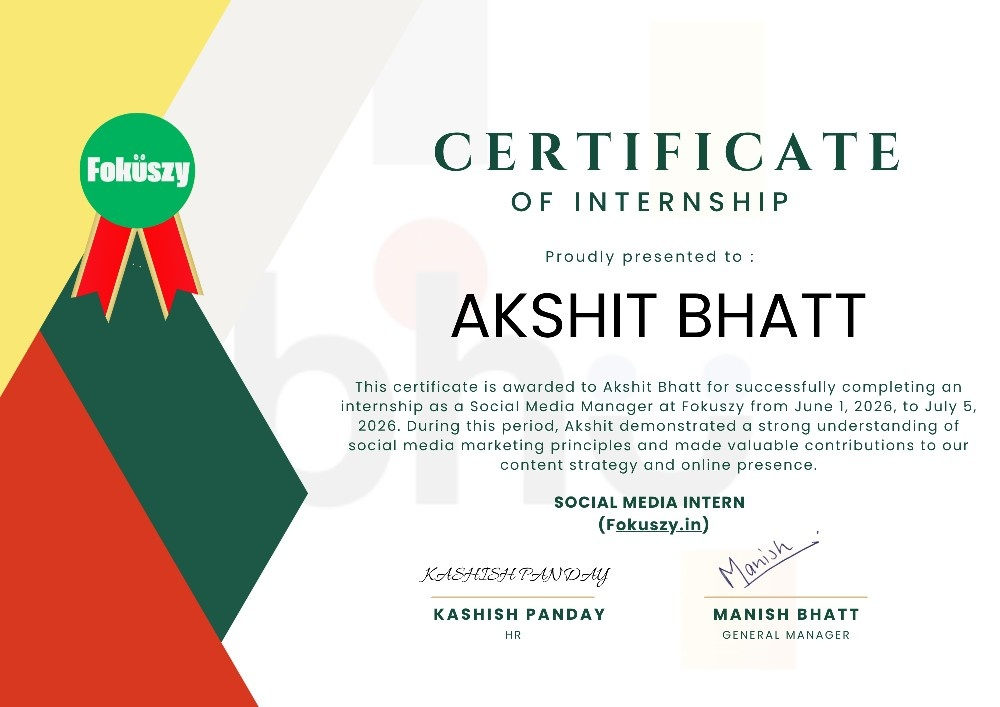 Foküszy
CERTIFICATE
OF INTERNSHIP
Proudly presented to :
AKSHIT BHATT
This certificate is awarded to Akshit Bhatt for successfully completing an
internship as a Social Media Manager at Fokuszy from June 1, 2026, to July 5,
2026. During this period, Akshit demonstrated a strong understanding of
social media marketing principles and made valuable contributions to our
content strategy and online presence.
SOCIAL MEDIA INTERN
(Fokuszy.in)
KASHISH PANDAY
Manish
KASHISH PANDAY
MANISH BHATT
HR
GENERAL MANAGER
bhu